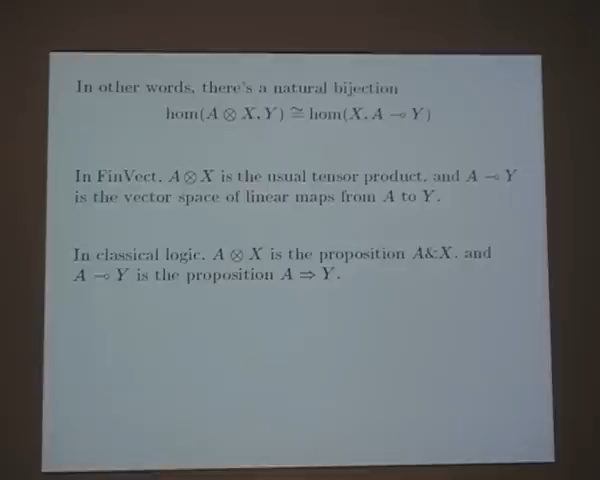 In other words, there's a natural bijection
hom(A ⊗ X, Y) ≅ hom(X, A ⊸ Y)
In FinVect, A⊗X is the usual tensor product, and A ⊸ Y
is the vector space of linear maps from A to Y.
In classical logic, A ⊗ X is the proposition A&X, and
A ⊸ Y is the proposition A ⇒ Y.